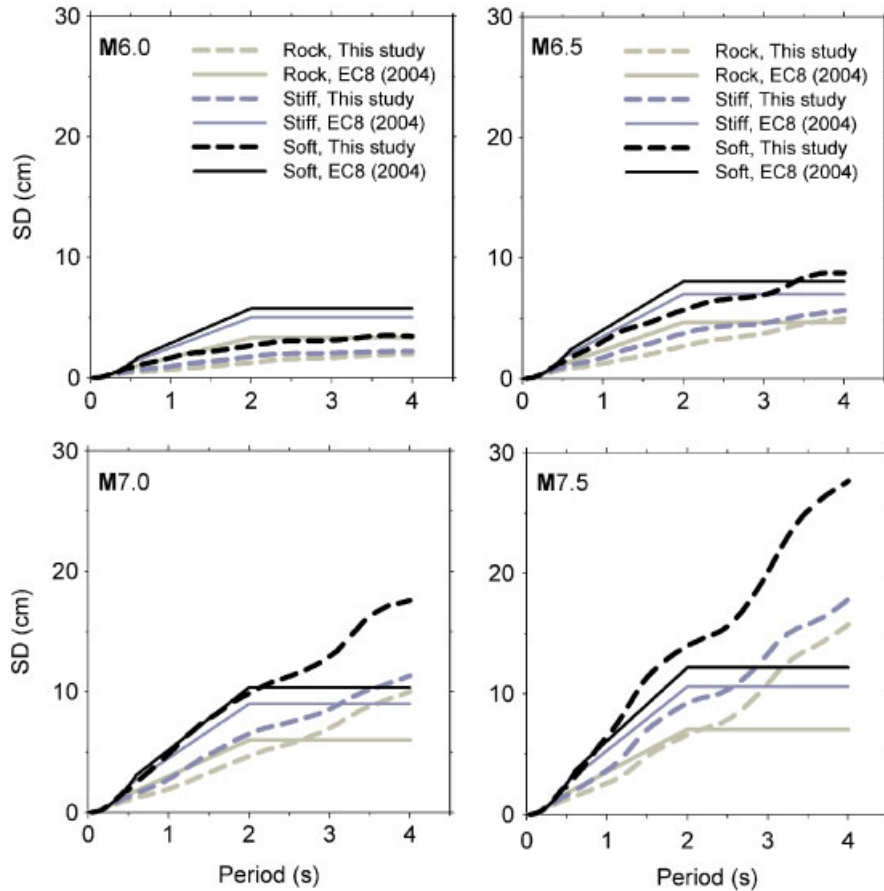 30
M6.0
Rock, This study
Rock, EC8 (2004)
Stiff, This study
Stiff, EC8 (2004)
Soft, This study
Soft, EC8 (2004)
20
SD (cm)
10
0
0 1 2 3 4
30
M6.5
Rock, This study
Rock, EC8 (2004)
Stiff, This study
Stiff, EC8 (2004)
Soft, This study
Soft, EC8 (2004)
20
10
0
0 1 2 3 4
30
M7.0
20
SD (cm)
10
0
0 1 2 3 4
Period (s)
30
M7.5
20
10
0
0 1 2 3 4
Period (s)